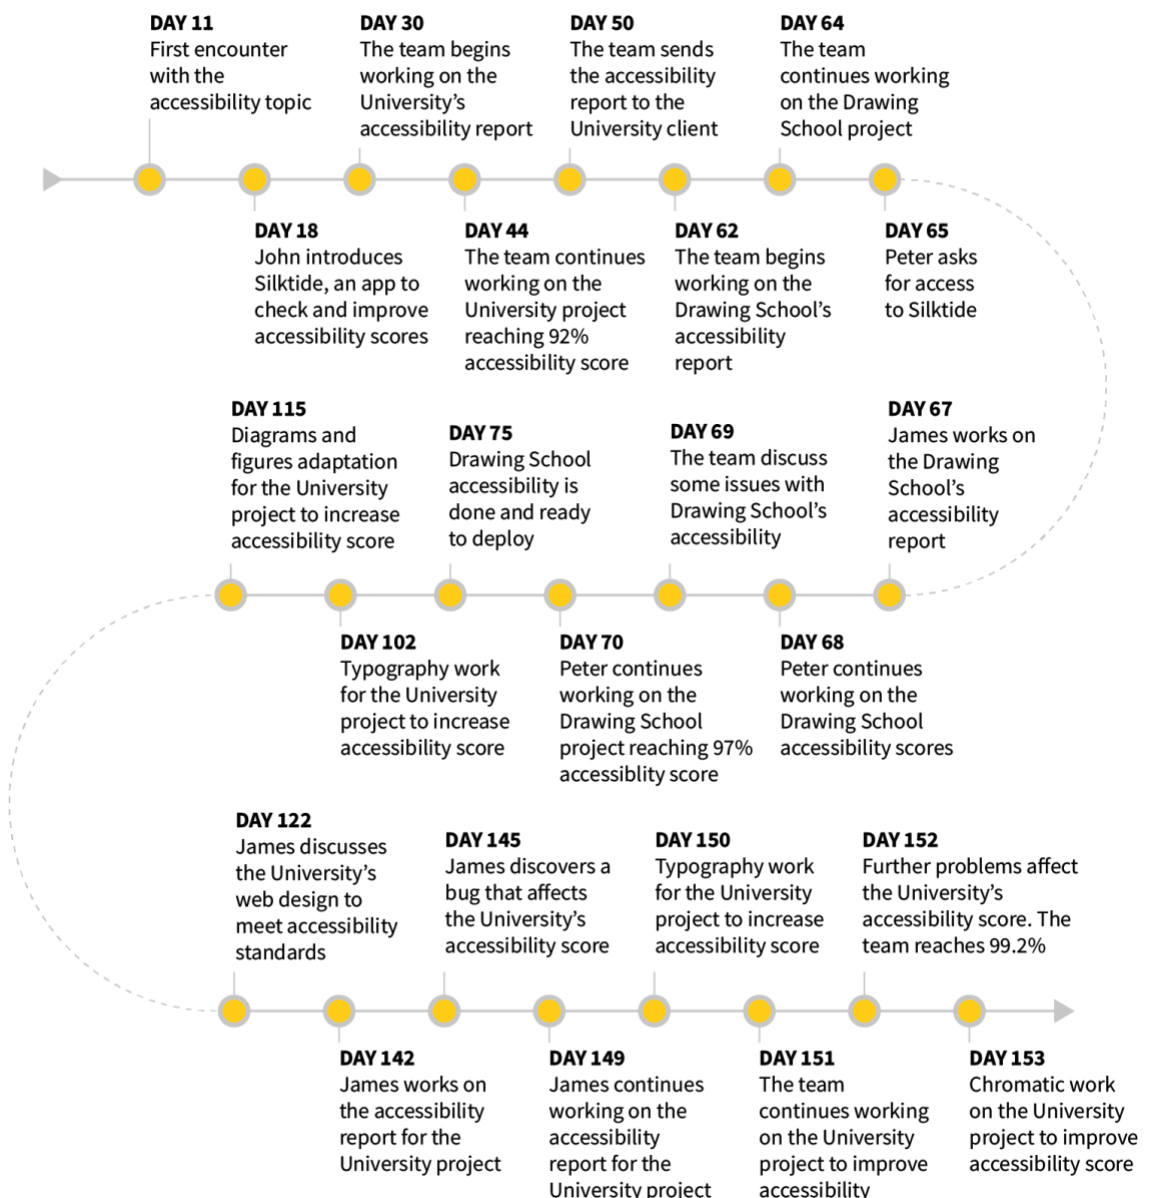 DAY 11
First encounter
with the
accessibility topic
DAY 18
John introduces
Silktide, an app to
check and improve
accessibility scores
DAY 30
The team begins
working on the
University’s
accessibility report
DAY 44
The team continues
working on the
University project
reaching 92%
accessibility score
DAY 50
The team sends
the accessibility
report to the
University client
DAY 62
The team begins
working on the
Drawing School’s
accessibility
report
DAY 64
The team
continues working
on the Drawing
School project
DAY 65
Peter asks
for access
to Silktide
DAY 67
James works on
the Drawing
School’s
accessibility
report
DAY 68
Peter continues
working on the
Drawing School
accessibility scores
DAY 69
The team discuss
some issues with
Drawing School’s
accessibility
DAY 70
Peter continues
working on the
Drawing School
project reaching 97%
accessiblity score
DAY 75
Drawing School
accessibility is
done and ready
to deploy
DAY 102
Typography work
for the University
project to increase
accessibility score
DAY 115
Diagrams and
figures adaptation
for the University
project to increase
accessibility score
DAY 122
James discusses
the University’s
web design to
meet accessibility
standards
DAY 142
James works on
the accessibility
report for the
University project
DAY 145
James discovers a
bug that affects
the University’s
accessibility score
DAY 149
James continues
working on the
accessibility
report for the
University project
DAY 150
Typography work
for the University
project to increase
accessibility score
DAY 151
The team
continues working
on the University
project to improve
accessibility
DAY 152
Further problems affect
the University’s
accessibility score. The
team reaches 99.2%
DAY 153
Chromatic work
on the University
project to improve
accessibility score